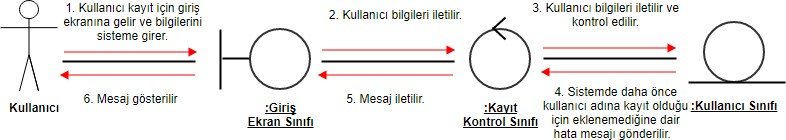 1. Kullanıcı kayıt için giriş
ekranına gelir ve bilgilerini
sisteme girer.
2. Kullanıcı bilgileri iletilir.
3. Kullanıcı bilgileri iletilir ve
kontrol edilir.
6. Mesaj gösterilir
5. Mesaj iletilir.
4. Sistemde daha önce
kullanıcı adına kayıt olduğu
için eklenemediğine dair
hata mesajı gönderilir.
Kullanıcı
:Giriş
Ekran Sınıfı
:Kayıt
Kontrol Sınıfı
:Kullanıcı Sınıfı